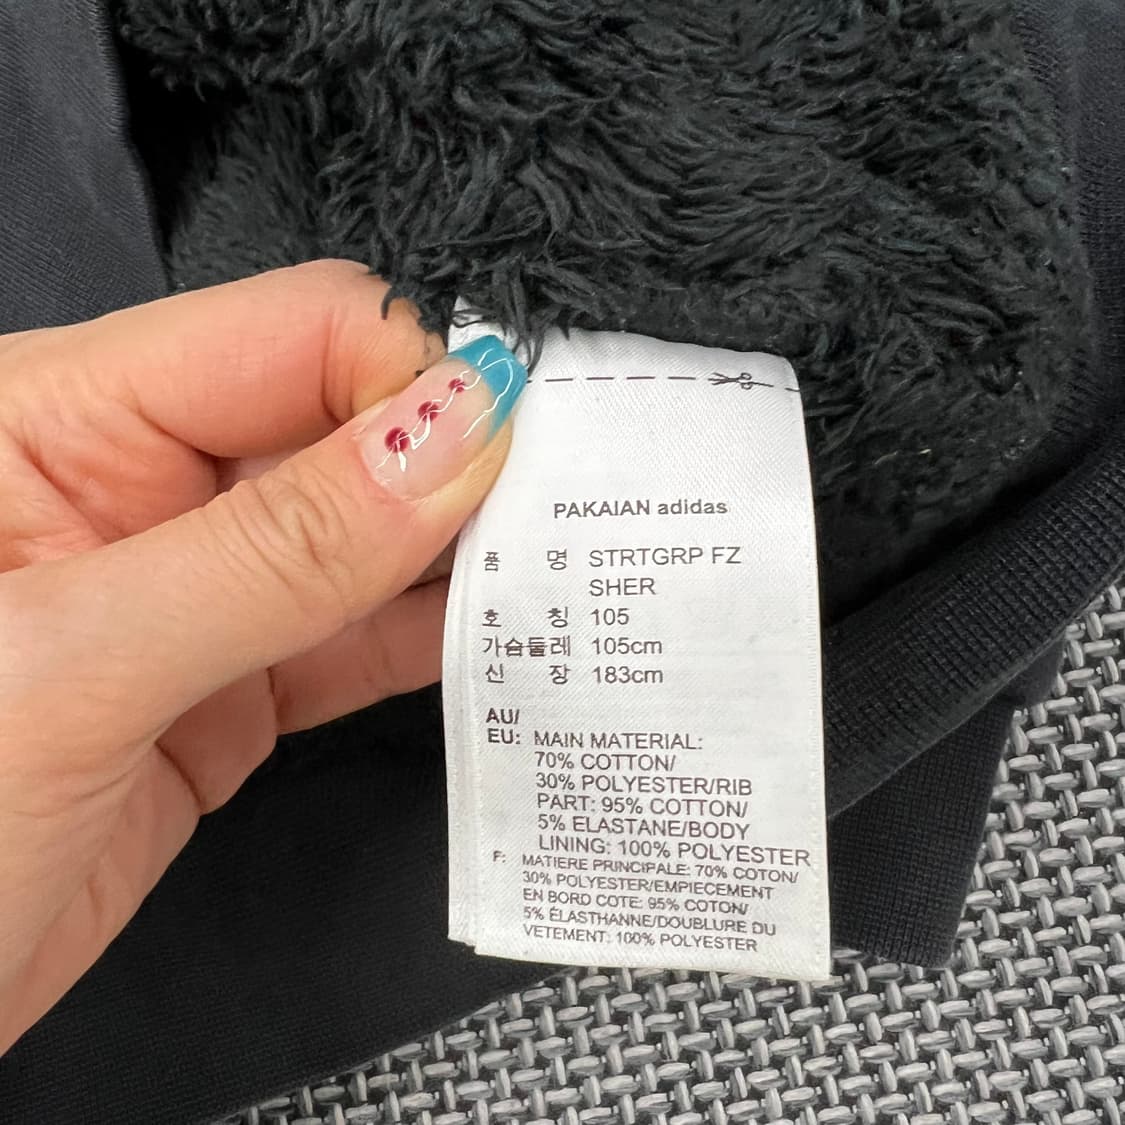 PAKAIAN adidas
품 명 STRTGRP FZ
SHER
호 칭 105
가슴둘레 105cm
신 장 183cm
AU/
EU: MAIN MATERIAL:
70% COTTON/
30% POLYESTER/RIB
PART: 95% COTTON/
5% ELASTANE/BODY
LINING: 100% POLYESTER
F: MATIERE PRINCIPALE: 70% COTON/
30% POLYESTER/EMPIECEMENT
EN BORD COTE: 95% COTON/
5% ÉLASTHANNE/DOUBLURE DU
VETEMENT: 100% POLYESTER